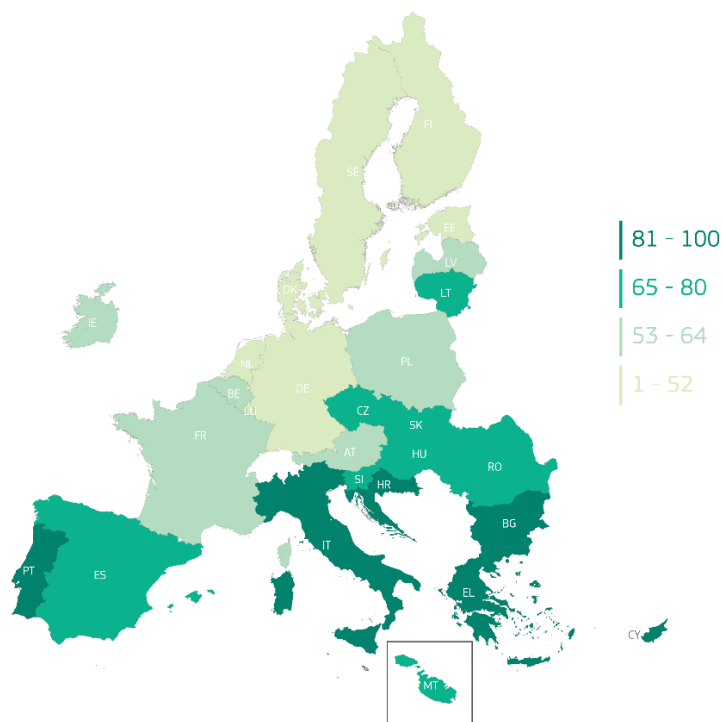 FI
SE
EE
LV
DK
LT
IE
NL
PL
BE
DE
LU
CZ
SK
FR
AT
HU
RO
SI
HR
BG
IT
PT
ES
EL
CY
MT
81 - 100
65 - 80
53 - 64
1 - 52